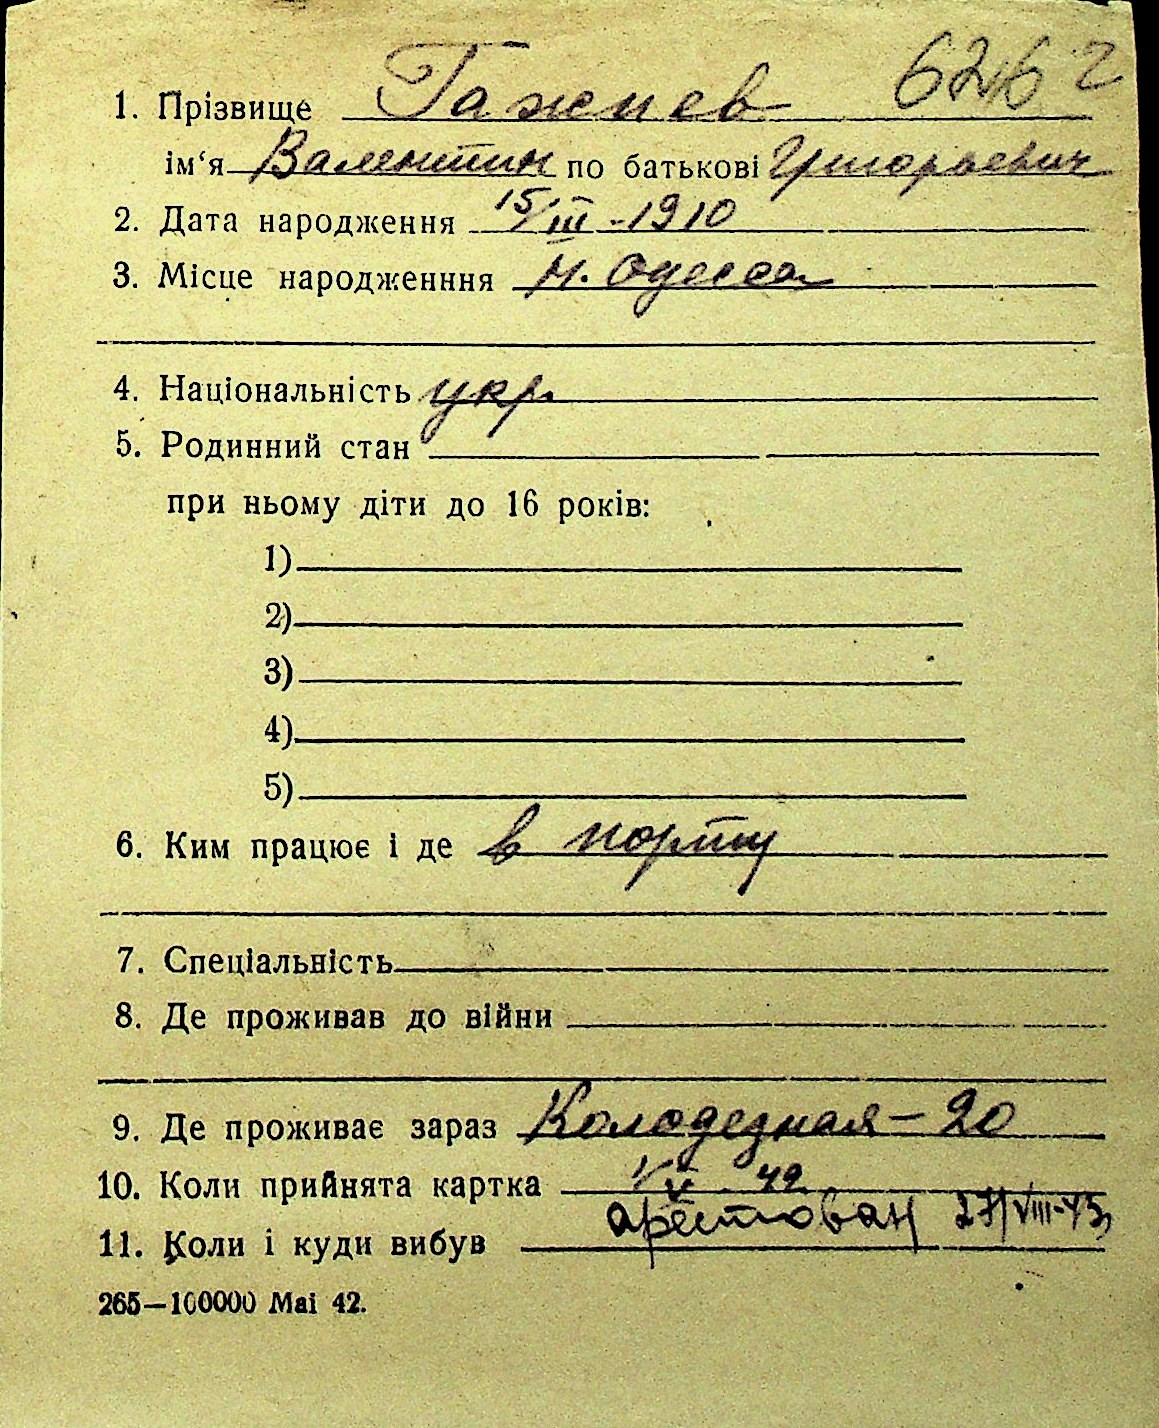 6262
1. Прізвище Гажиев
ім‘я Валентин по батькові Григорьевич
2. Дата народження 15/III - 1910
3. Місце народженння м. Одесса
4. Національність укр.
5. Родинний стан
при ньому діти до 16 років:
1)
2)
3)
4)
5)
6. Ким працює і де в порту
7. Спеціальність
8. Де проживав до війни
9. Де проживає зараз Колодезная - 20
10. Коли прийнята картка 1/V - 42
11. Коли і куди вибув арестован 27/VIII-43
265—100000 Mai 42.